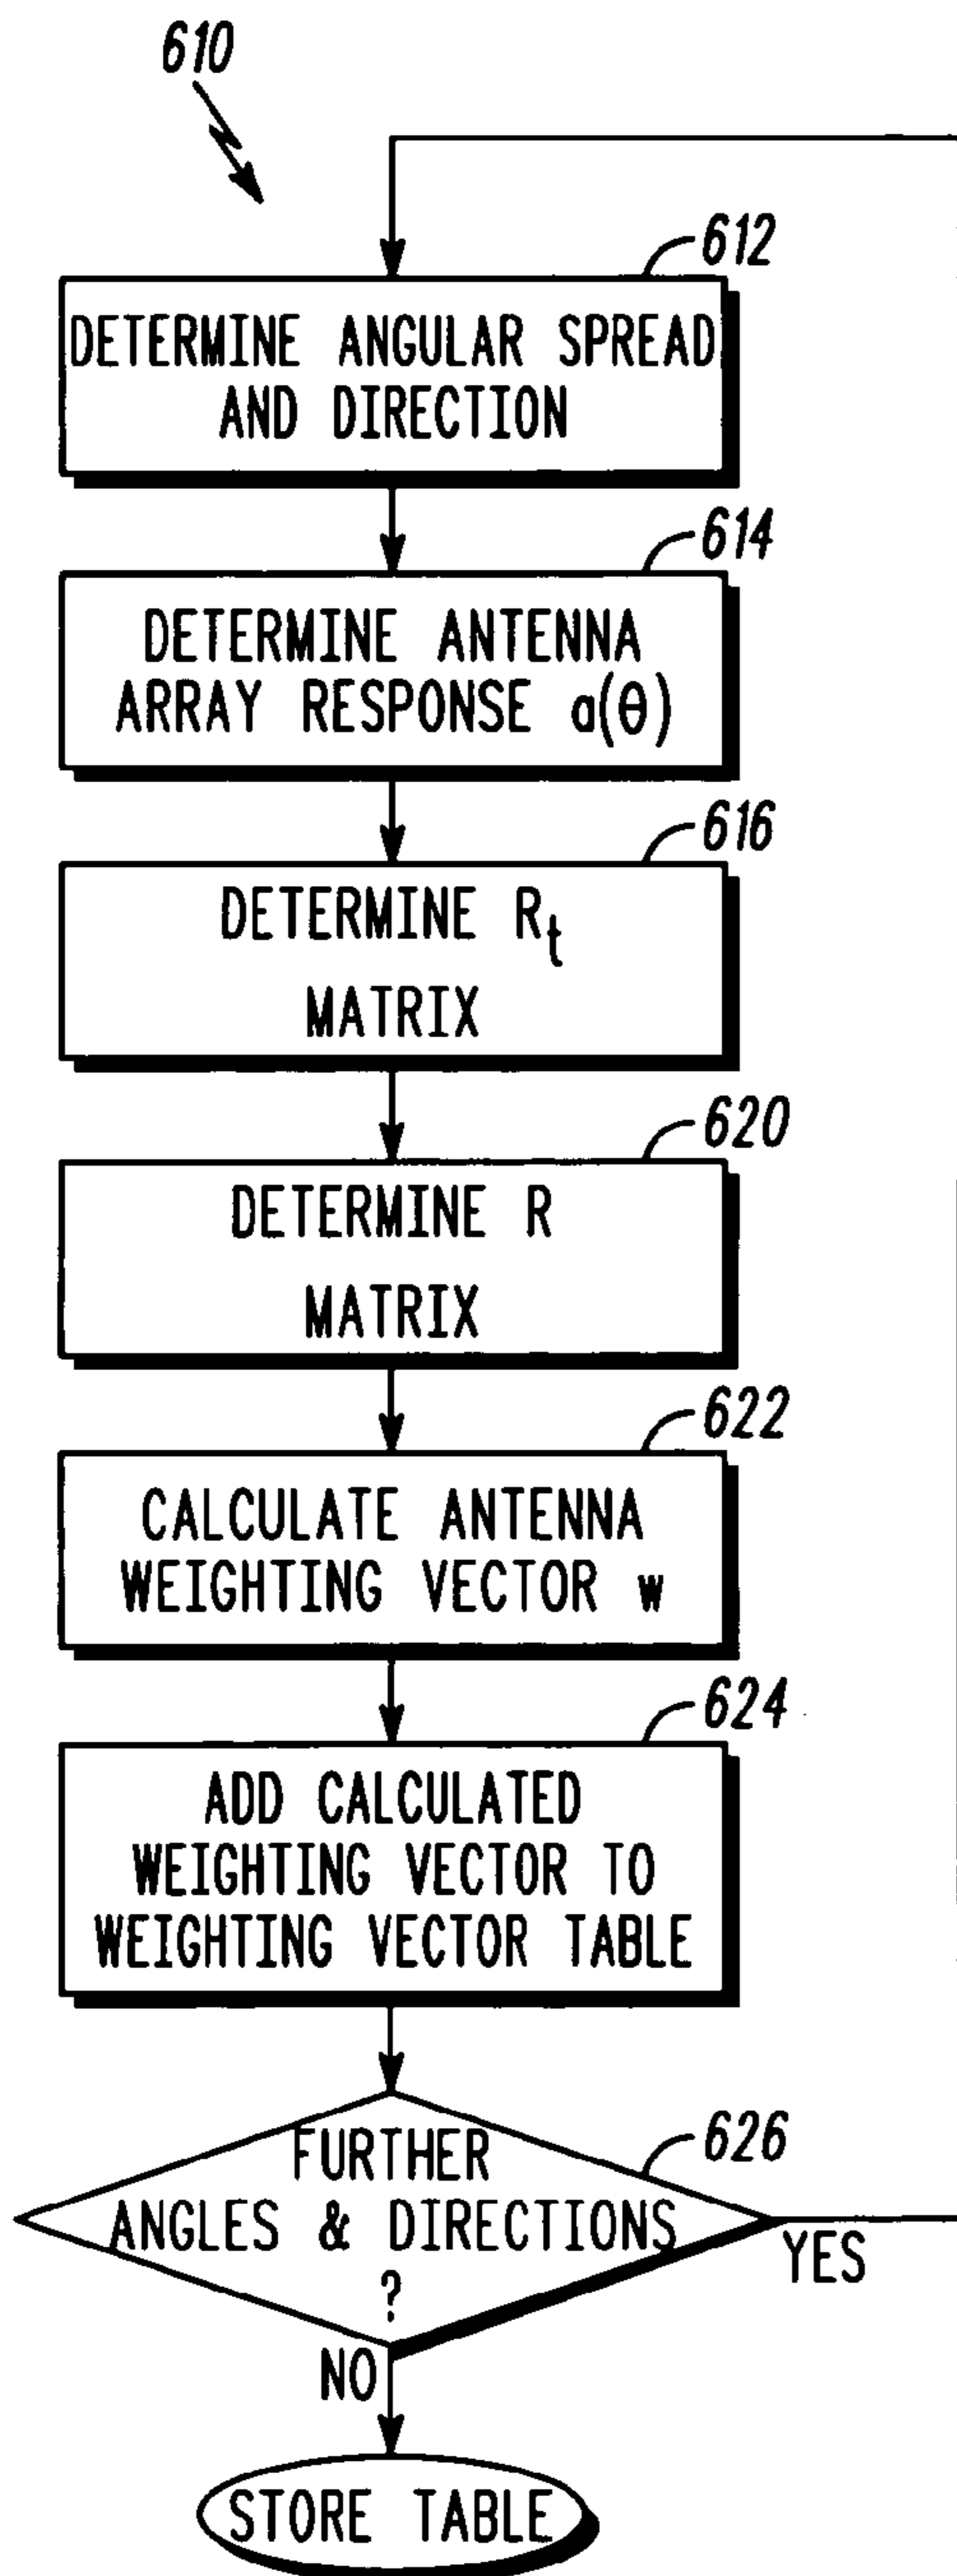 610
612
DETERMINE ANGULAR SPREAD
AND DIRECTION
614
DETERMINE ANTENNA
ARRAY RESPONSE a(θ)
616
DETERMINE Rt
MATRIX
620
DETERMINE R
MATRIX
622
CALCULATE ANTENNA
WEIGHTING VECTOR w
624
ADD CALCULATED
WEIGHTING VECTOR TO
WEIGHTING VECTOR TABLE
626
FURTHER
ANGLES & DIRECTIONS
?
YES
NO
STORE TABLE